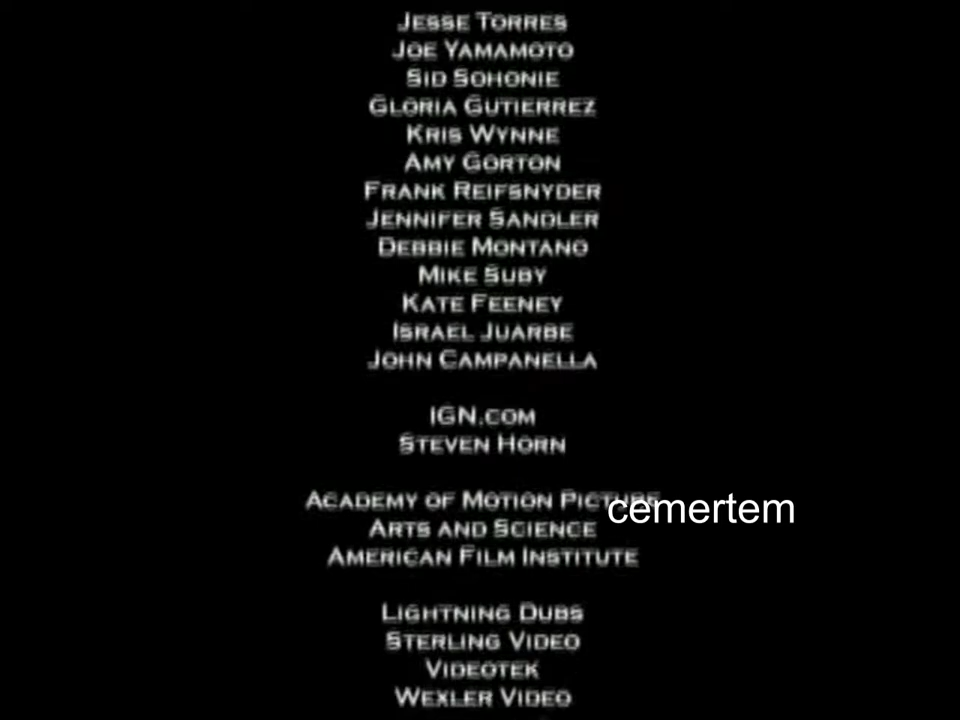 Jesse Torres
Joe Yamamoto
Sid Sohonie
Gloria Gutierrez
Kris Wynne
Amy Gorton
Frank Reifsnyder
Jennifer Sandler
Debbie Montano
Mike Suby
Kate Feeney
Israel Juarbe
John Campanella
IGN.com
Steven Horn
Academy of Motion Picture
cemertem
Arts and Science
American Film Institute
Lightning Dubs
Sterling Video
Videotek
Wexler Video